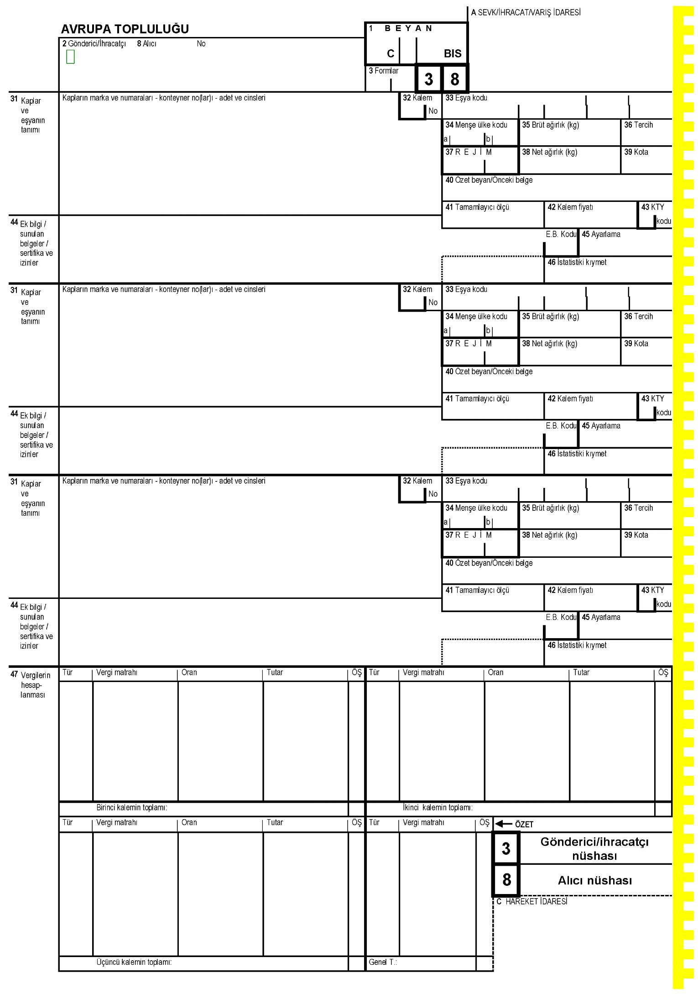 A SEVK/İHRACAT/VARIŞ İDARESİ
AVRUPA TOPLULUĞU
1 B E Y A N
2 Gönderici/İhracatçı 8 Alıcı No
C BIS
3 Formlar
3 8
31 Kaplar ve eşyanın tanımı
Kapların marka ve numaraları - konteyner no(lar)ı - adet ve cinsleri
32 Kalem No
33 Eşya kodu
34 Menşe ülke kodu
a| b|
35 Brüt ağırlık (kg)
36 Tercih
37 R E J İ M
38 Net ağırlık (kg)
39 Kota
40 Özet beyan/Önceki belge
41 Tamamlayıcı ölçü
42 Kalem fiyatı
43 KTY kodu
44 Ek bilgi / sunulan belgeler / sertifika ve izinler
E.B. Kodu
45 Ayarlama
46 İstatistiki kıymet
31 Kaplar ve eşyanın tanımı
Kapların marka ve numaraları - konteyner no(lar)ı - adet ve cinsleri
32 Kalem No
33 Eşya kodu
34 Menşe ülke kodu
a| b|
35 Brüt ağırlık (kg)
36 Tercih
37 R E J İ M
38 Net ağırlık (kg)
39 Kota
40 Özet beyan/Önceki belge
41 Tamamlayıcı ölçü
42 Kalem fiyatı
43 KTY kodu
44 Ek bilgi / sunulan belgeler / sertifika ve izinler
E.B. Kodu
45 Ayarlama
46 İstatistiki kıymet
31 Kaplar ve eşyanın tanımı
Kapların marka ve numaraları - konteyner no(lar)ı - adet ve cinsleri
32 Kalem No
33 Eşya kodu
34 Menşe ülke kodu
a| b|
35 Brüt ağırlık (kg)
36 Tercih
37 R E J İ M
38 Net ağırlık (kg)
39 Kota
40 Özet beyan/Önceki belge
41 Tamamlayıcı ölçü
42 Kalem fiyatı
43 KTY kodu
44 Ek bilgi / sunulan belgeler / sertifika ve izinler
E.B. Kodu
45 Ayarlama
46 İstatistiki kıymet
47 Vergilerin hesap-lanması
Tür Vergi matrahı Oran Tutar ÖŞ Tür Vergi matrahı Oran Tutar ÖŞ
Birinci kalemin toplamı: İkinci kalemin toplamı:
Tür Vergi matrahı Oran Tutar ÖŞ Tür Vergi matrahı ÖŞ ÖZET
3 Gönderici/ihracatçı nüshası
8 Alıcı nüshası
C HAREKET İDARESİ
Üçüncü kalemin toplamı: Genel T.: